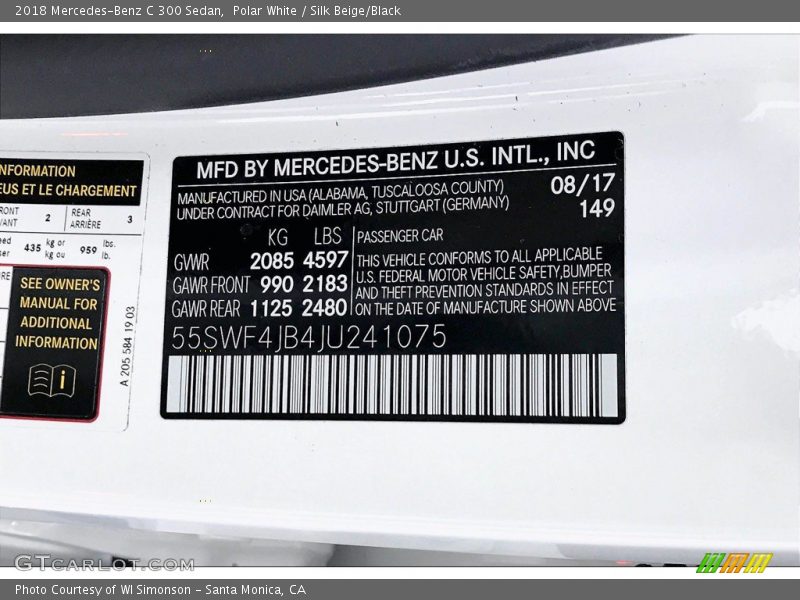 2018 Mercedes-Benz C 300 Sedan, Polar White / Silk Beige/Black
NFORMATION
EUS ET LE CHARGEMENT
RONT 2 REAR 3
ANT ARRIÈRE
435 kg or 959 lbs.
kg ou lb.
SEE OWNER'S
MANUAL FOR
ADDITIONAL
INFORMATION
A 205 584 19 03
MFD BY MERCEDES-BENZ U.S. INTL., INC
MANUFACTURED IN USA (ALABAMA, TUSCALOOSA COUNTY) 08/17
UNDER CONTRACT FOR DAIMLER AG, STUTTGART (GERMANY) 149
KG LBS PASSENGER CAR
GVWR 2085 4597
GAWR FRONT 990 2183
GAWR REAR 1125 2480
THIS VEHICLE CONFORMS TO ALL APPLICABLE
U.S. FEDERAL MOTOR VEHICLE SAFETY,BUMPER
AND THEFT PREVENTION STANDARDS IN EFFECT
ON THE DATE OF MANUFACTURE SHOWN ABOVE
55SWF4JB4JU241075
GTCarLot.com
Photo Courtesy of WI Simonson - Santa Monica, CA